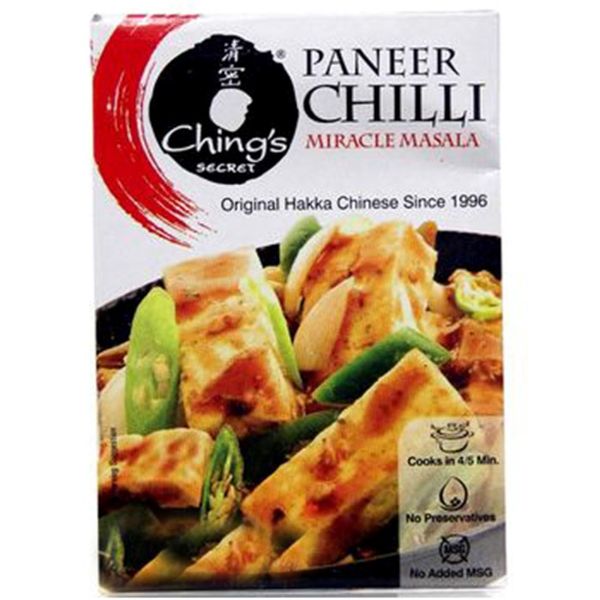 清
密
®
Ching's
SECRET
PANEER
CHILLI
MIRACLE MASALA
Original Hakka Chinese Since 1996
Cooks in 4/5 Min.
No Preservatives
MSG
No Added MSG